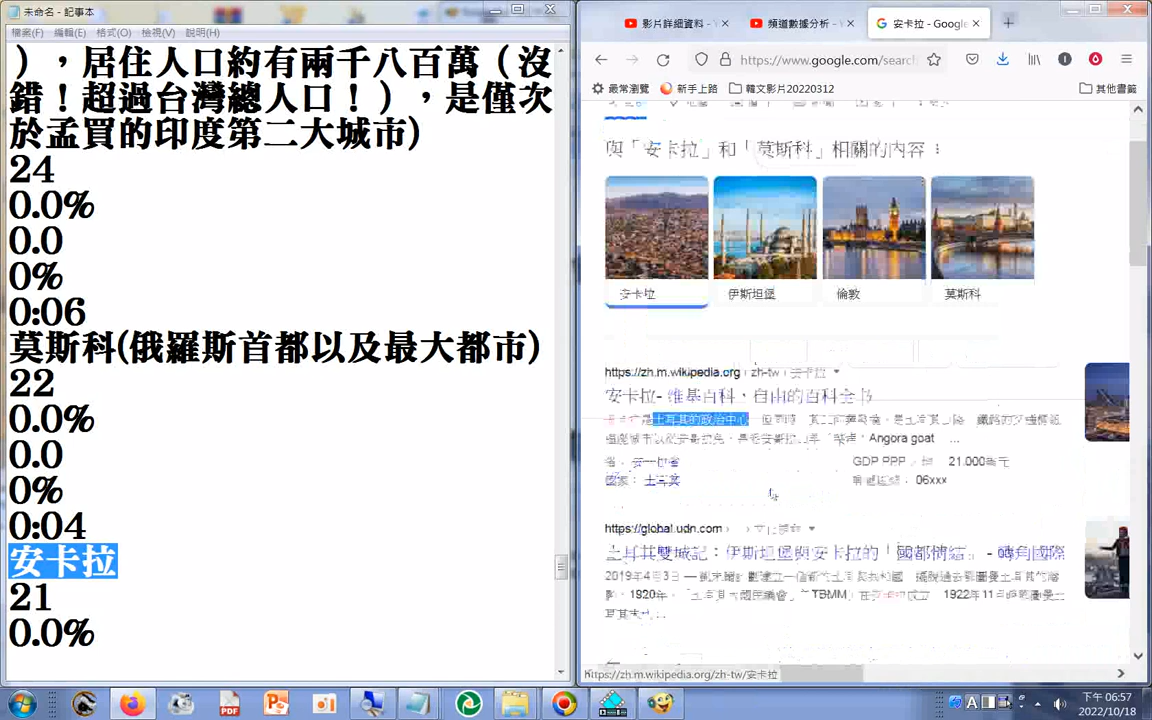 未命名 - 記事本
檔案(F) 編輯(E) 格式(O) 檢視(V) 說明(H)
），居住人口約有兩千八百萬（沒
錯！超過台灣總人口！），是僅次
於孟買的印度第二大城市)
24
0.0%
0.0
0%
0:06
莫斯科(俄羅斯首都以及最大都市)
22
0.0%
0.0
0%
0:04
安卡拉
21
0.0%
影片詳細資料 - Y
頻道數據分析 -
安卡拉 - Google
https://www.google.com/search
最常瀏覽 新手上路 韓文影片20220312 其他書籤
與「安卡拉」和「莫斯科」相關的內容
安卡拉 伊斯坦堡 倫敦 莫斯科
https://zh.m.wikipedia.org › zh-tw › 安卡拉
安卡拉- 維基百科，自由的百科全書
土耳其的政治中心
Angora goat ...
GDP PPP 21,000
土耳其 06xxx
https://global.udn.com
土耳其雙城記：伊斯坦堡與安卡拉的「國都情結」 - 轉角國際
2019年4月3日 —
1920年 TBMM 1922年11
https://zh.m.wikipedia.org/zh-tw/安卡拉
下午 06:57
2022/10/18